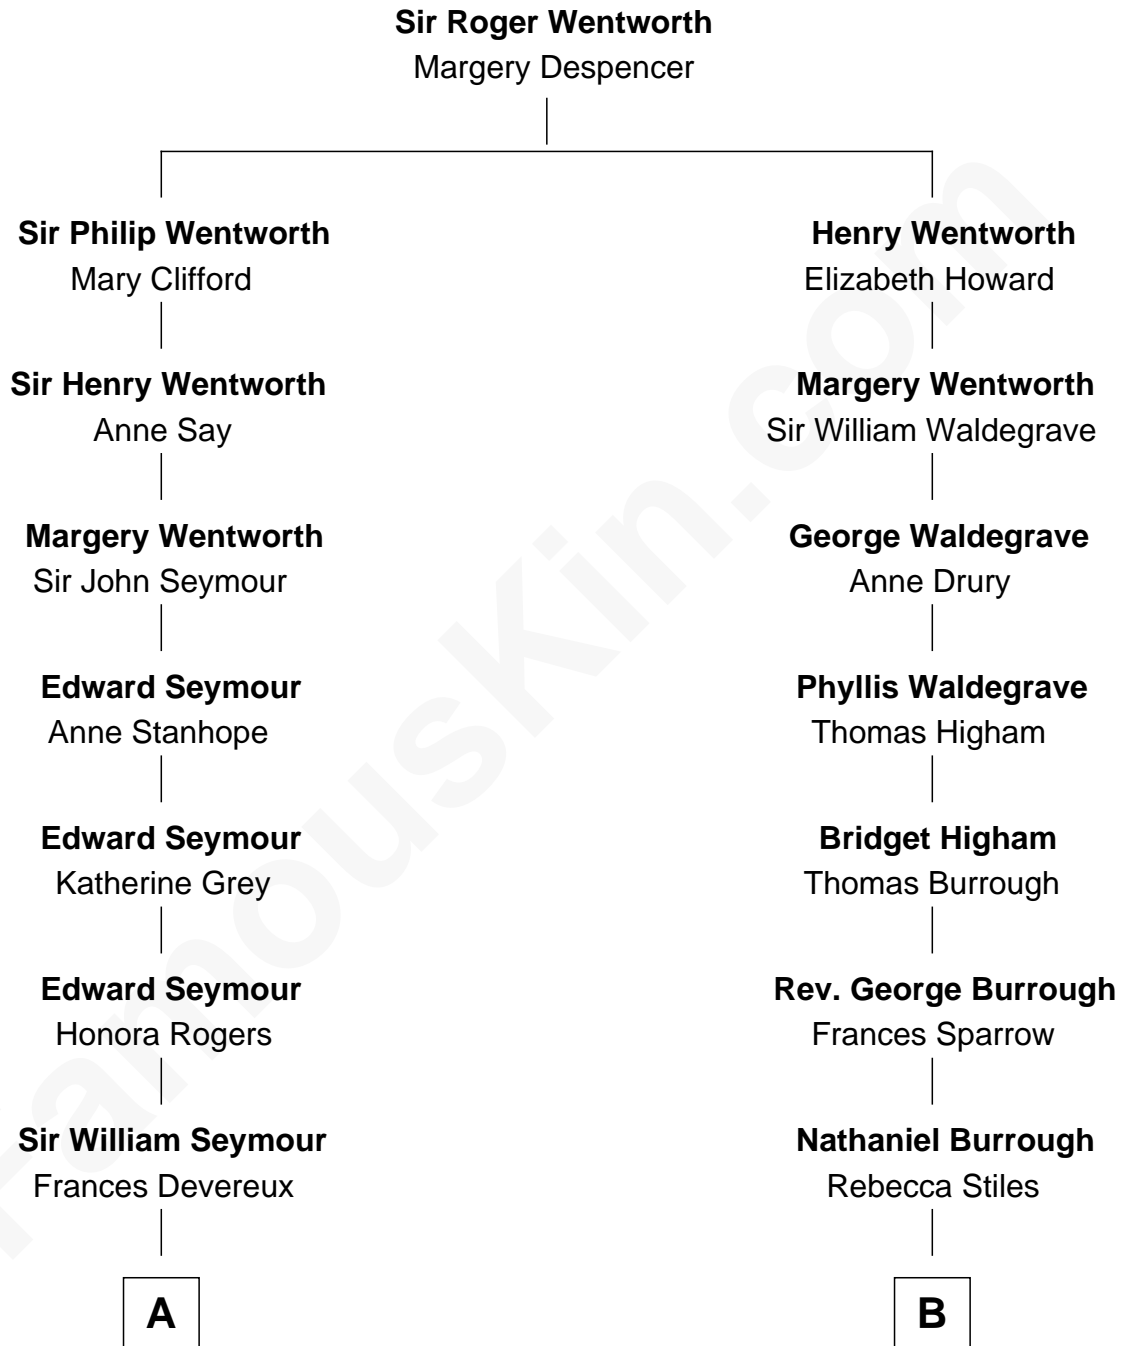 Sir Roger Wentworth
Margery Despencer
Sir Philip Wentworth
Mary Clifford
Henry Wentworth
Elizabeth Howard
Sir Henry Wentworth
Anne Say
Margery Wentworth
Sir William Waldegrave
Margery Wentworth
Sir John Seymour
George Waldegrave
Anne Drury
Edward Seymour
Anne Stanhope
Phyllis Waldegrave
Thomas Higham
Edward Seymour
Katherine Grey
Bridget Higham
Thomas Burrough
Edward Seymour
Honora Rogers
Rev. George Burrough
Frances Sparrow
Sir William Seymour
Frances Devereux
Nathaniel Burrough
Rebecca Stiles
A
B
FamousKin.com